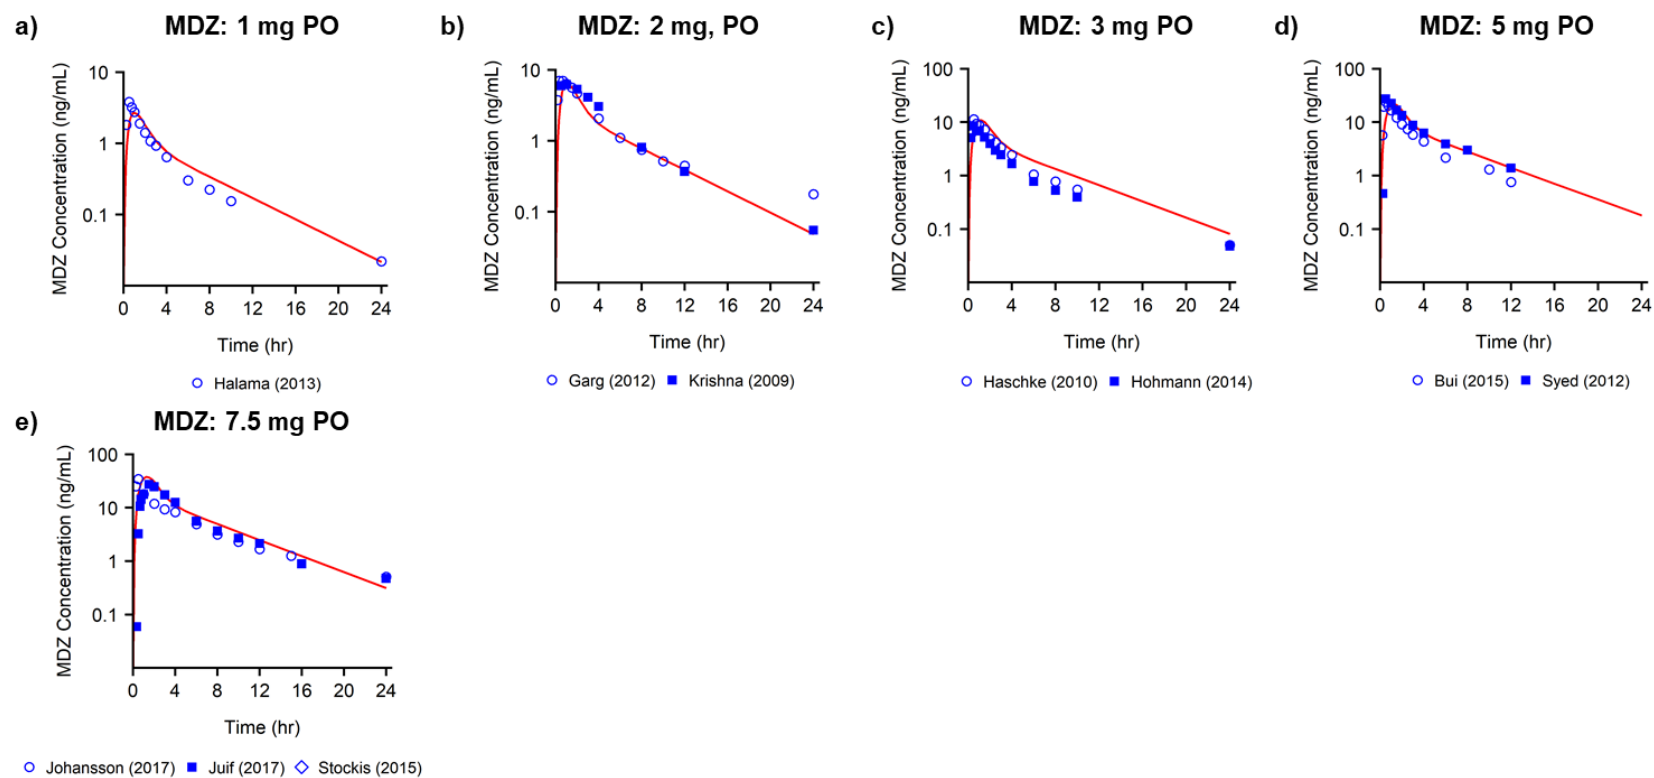 a) MDZ: 1 mg PO
MDZ Concentration (ng/mL)
10
1
0.1
0 4 8 12 16 20 24
Time (hr)
Halama (2013)
b) MDZ: 2 mg, PO
MDZ Concentration (ng/mL)
10
1
0.1
0 4 8 12 16 20 24
Time (hr)
Garg (2012) Krishna (2009)
c) MDZ: 3 mg PO
MDZ Concentration (ng/mL)
100
10
1
0.1
0 4 8 12 16 20 24
Time (hr)
Haschke (2010) Hohmann (2014)
d) MDZ: 5 mg PO
MDZ Concentration (ng/mL)
100
10
1
0.1
0 4 8 12 16 20 24
Time (hr)
Bui (2015) Syed (2012)
e) MDZ: 7.5 mg PO
MDZ Concentration (ng/mL)
100
10
1
0.1
0 4 8 12 16 20 24
Time (hr)
Johansson (2017) Juif (2017) Stockis (2015)